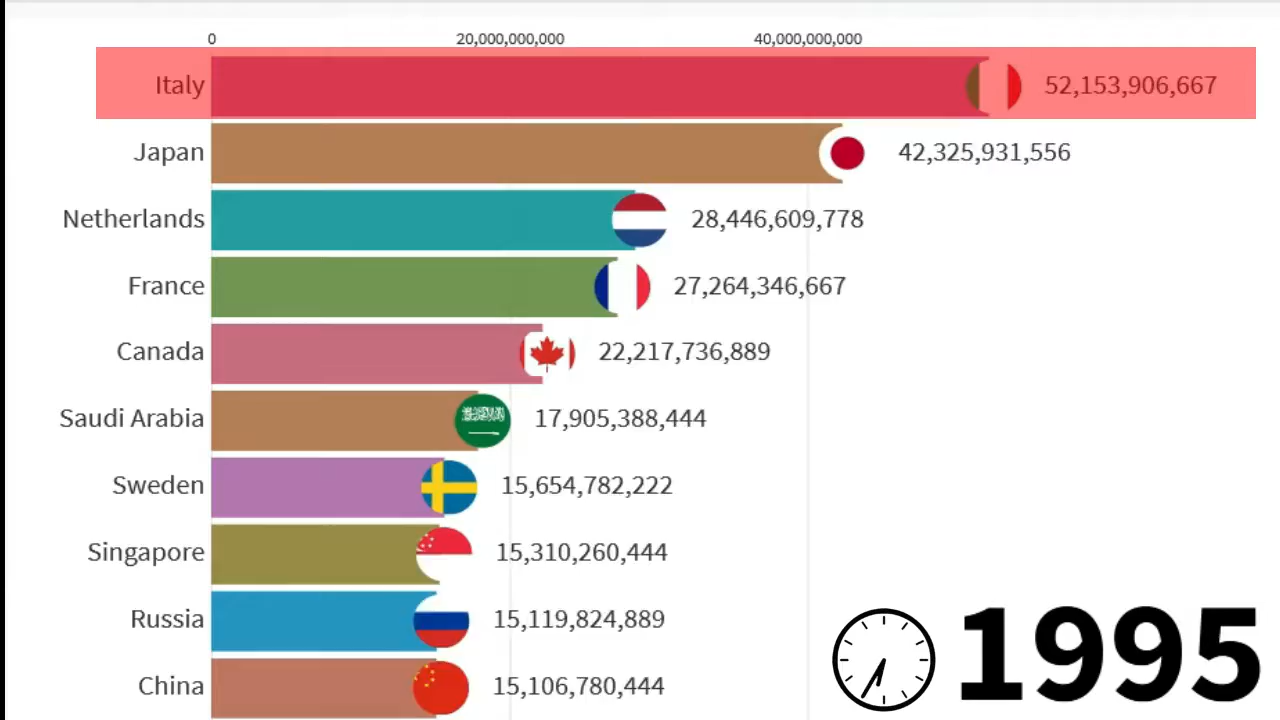 0 20,000,000,000 40,000,000,000
Italy 52,153,906,667
Japan 42,325,931,556
Netherlands 28,446,609,778
France 27,264,346,667
Canada 22,217,736,889
Saudi Arabia 17,905,388,444
Sweden 15,654,782,222
Singapore 15,310,260,444
Russia 15,119,824,889
China 15,106,780,444
1995